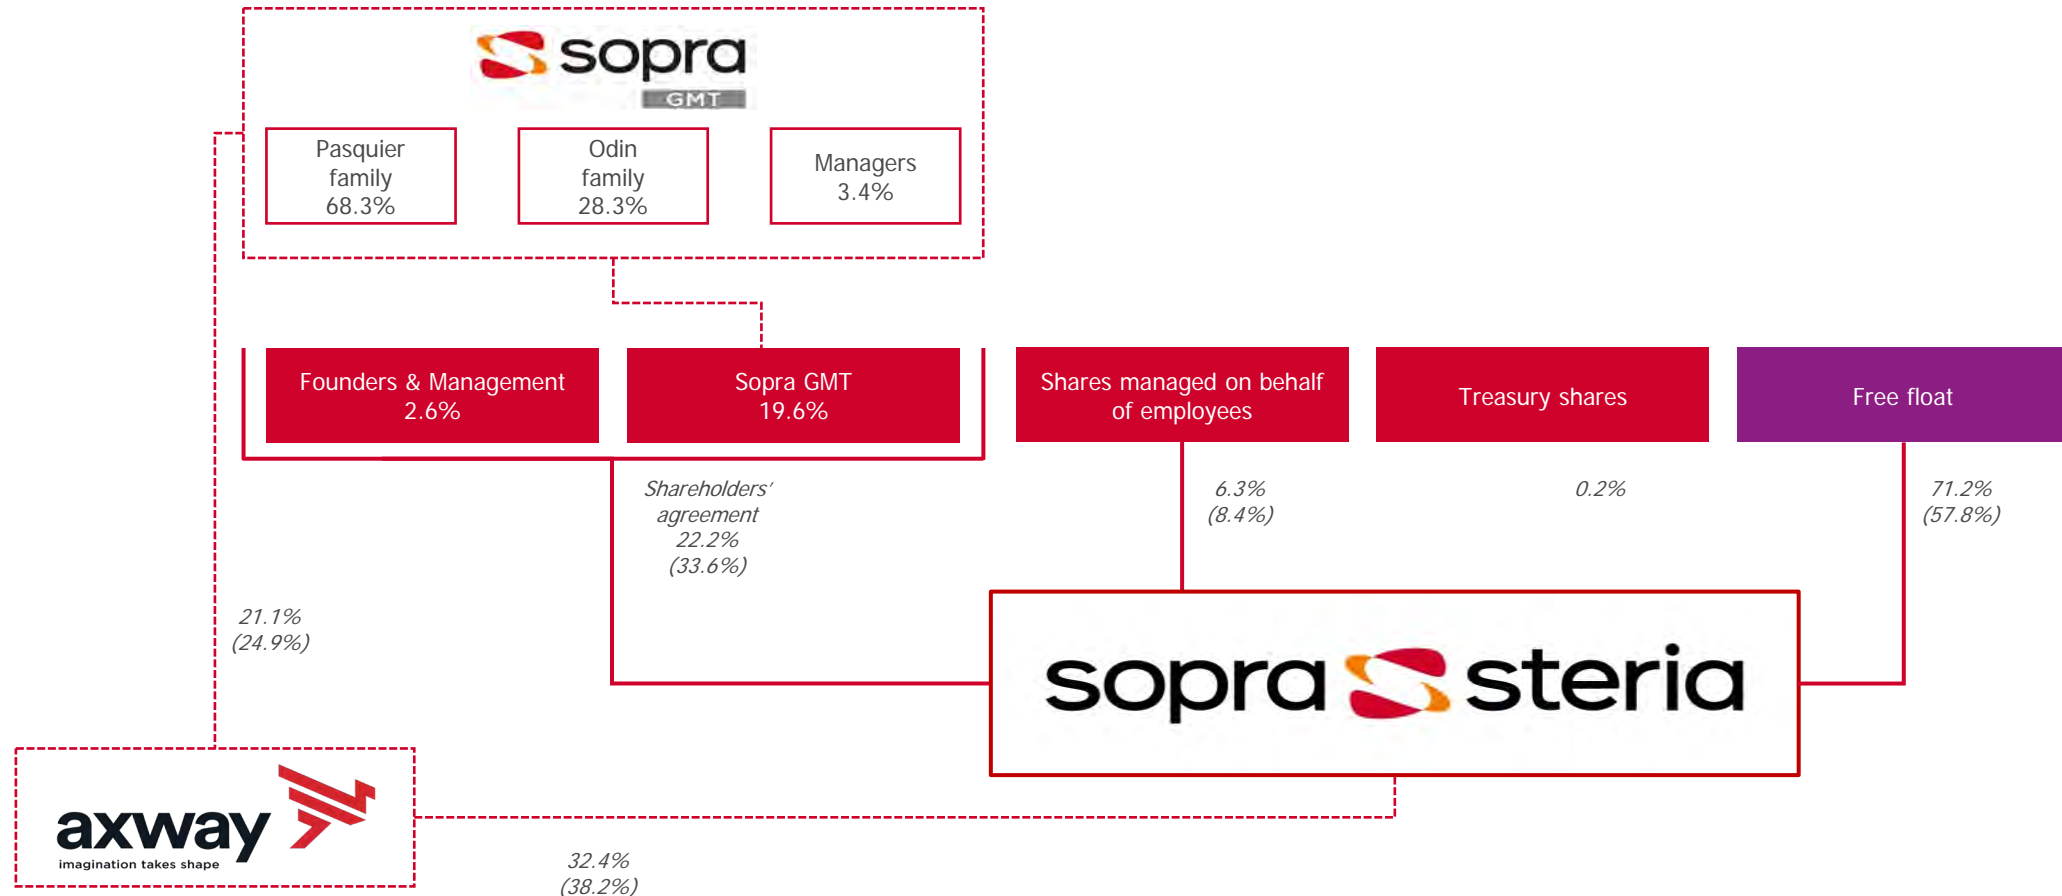 sopra
GMT
Pasquier
family
68.3%
Odin
family
28.3%
Managers
3.4%
Founders & Management
2.6%
Sopra GMT
19.6%
Shares managed on behalf
of employees
Treasury shares
Free float
Shareholders’
agreement
22.2%
(33.6%)
6.3%
(8.4%)
0.2%
71.2%
(57.8%)
21.1%
(24.9%)
sopra steria
axway
imagination takes shape
32.4%
(38.2%)